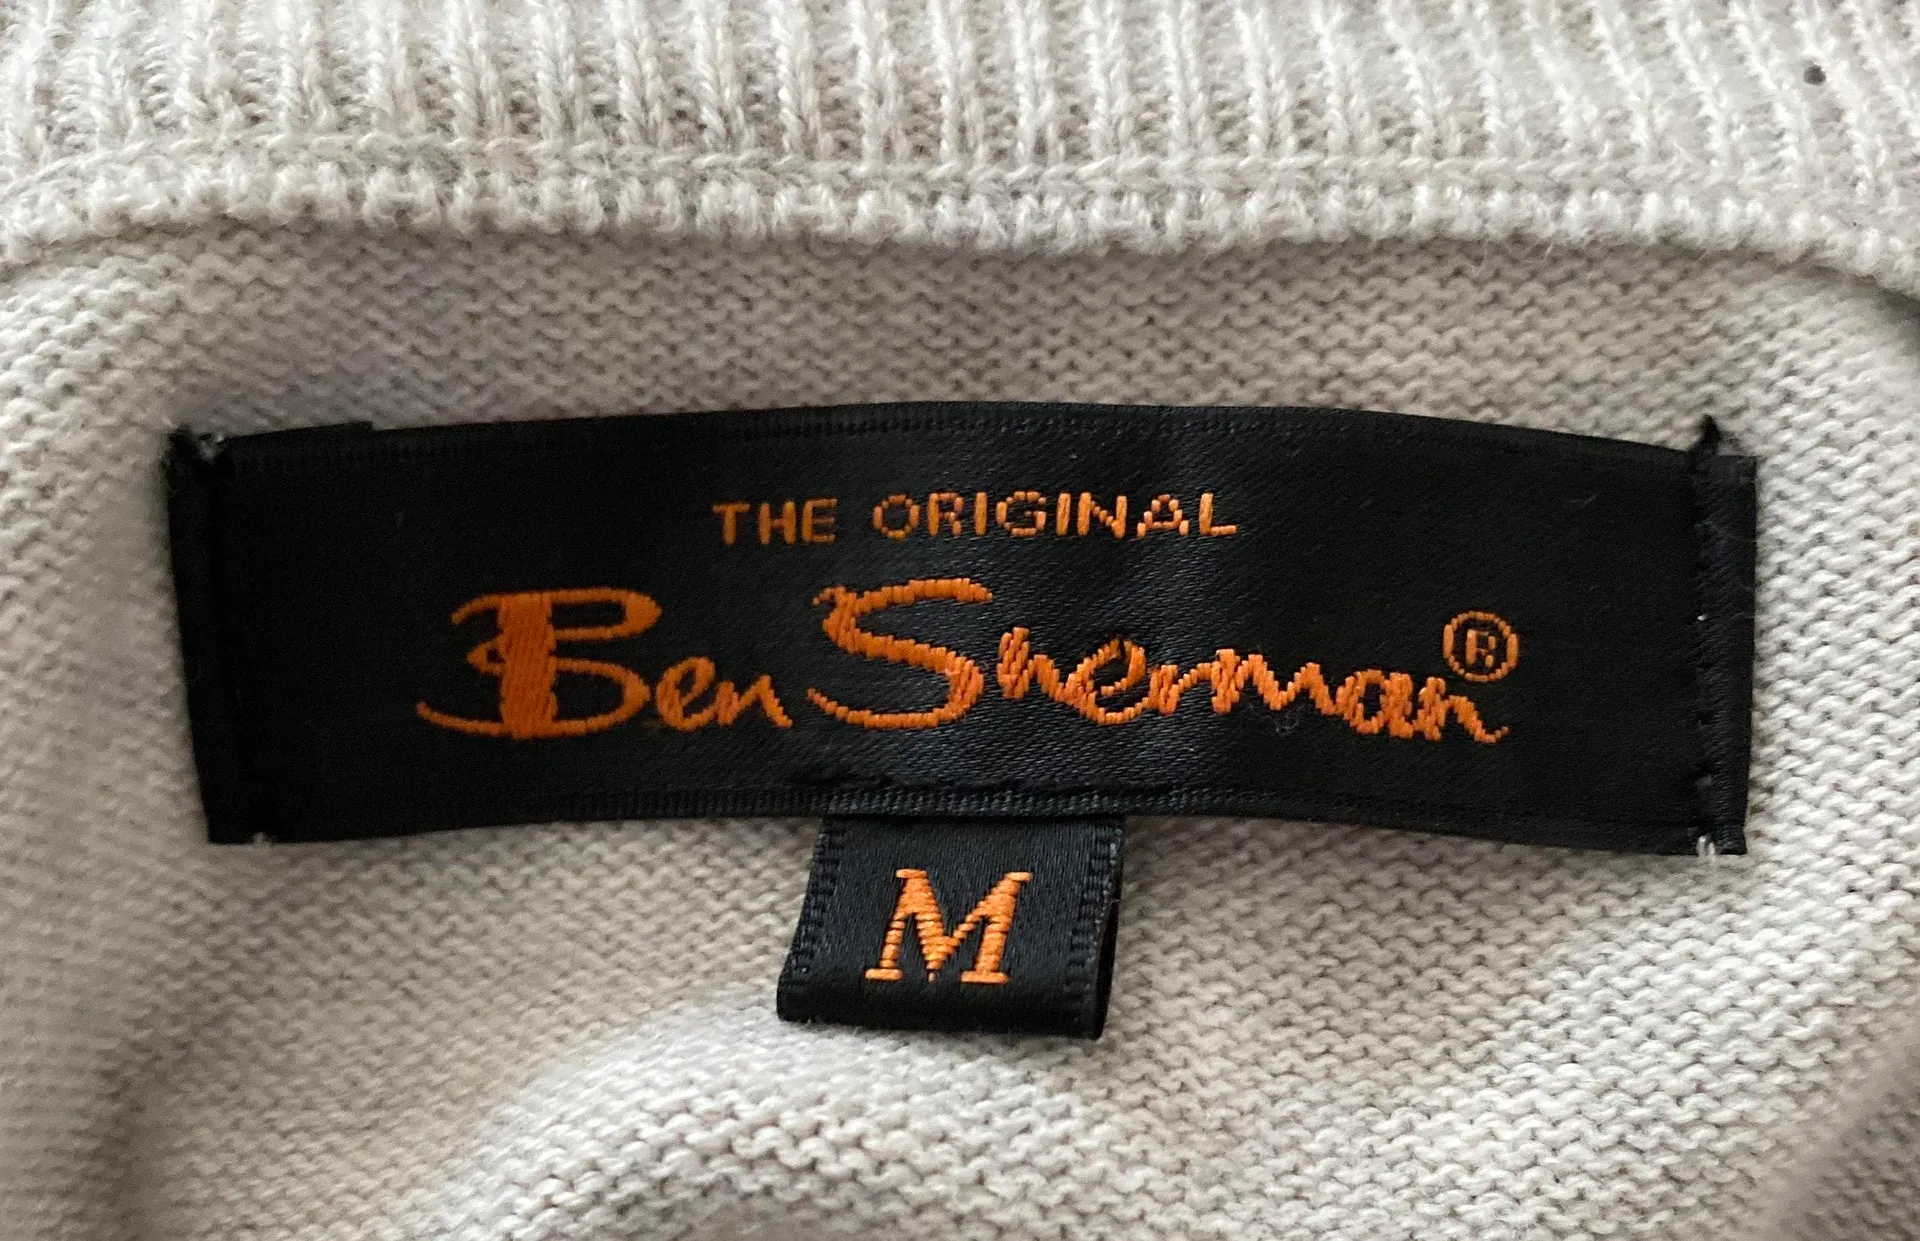 THE ORIGINAL
Ben Sherman®
M